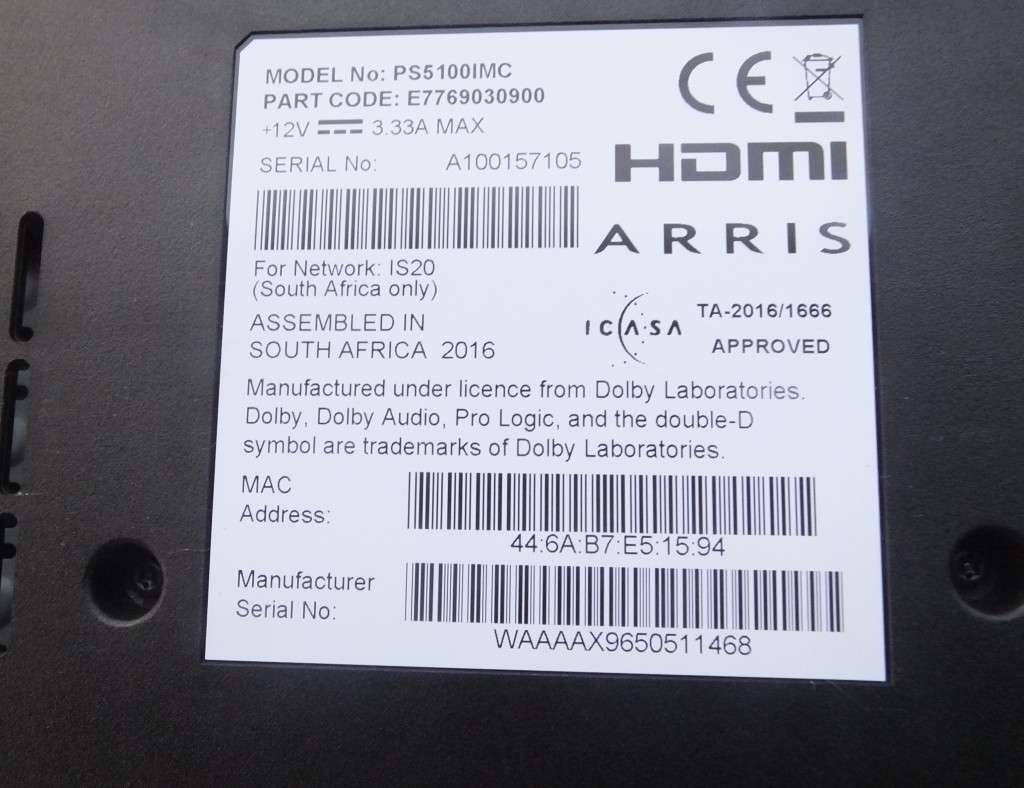 MODEL No: PS5100IMC
PART CODE: E7769030900
+12V 3.33A MAX
SERIAL No: A100157105
CE
HDMI
ARRIS
For Network: IS20
(South Africa only)
ICASA TA-2016/1666
APPROVED
ASSEMBLED IN
SOUTH AFRICA 2016
Manufactured under licence from Dolby Laboratories.
Dolby, Dolby Audio, Pro Logic, and the double-D
symbol are trademarks of Dolby Laboratories.
MAC
Address:
44:6A:B7:E5:15:94
Manufacturer
Serial No:
WAAAAX9650511468